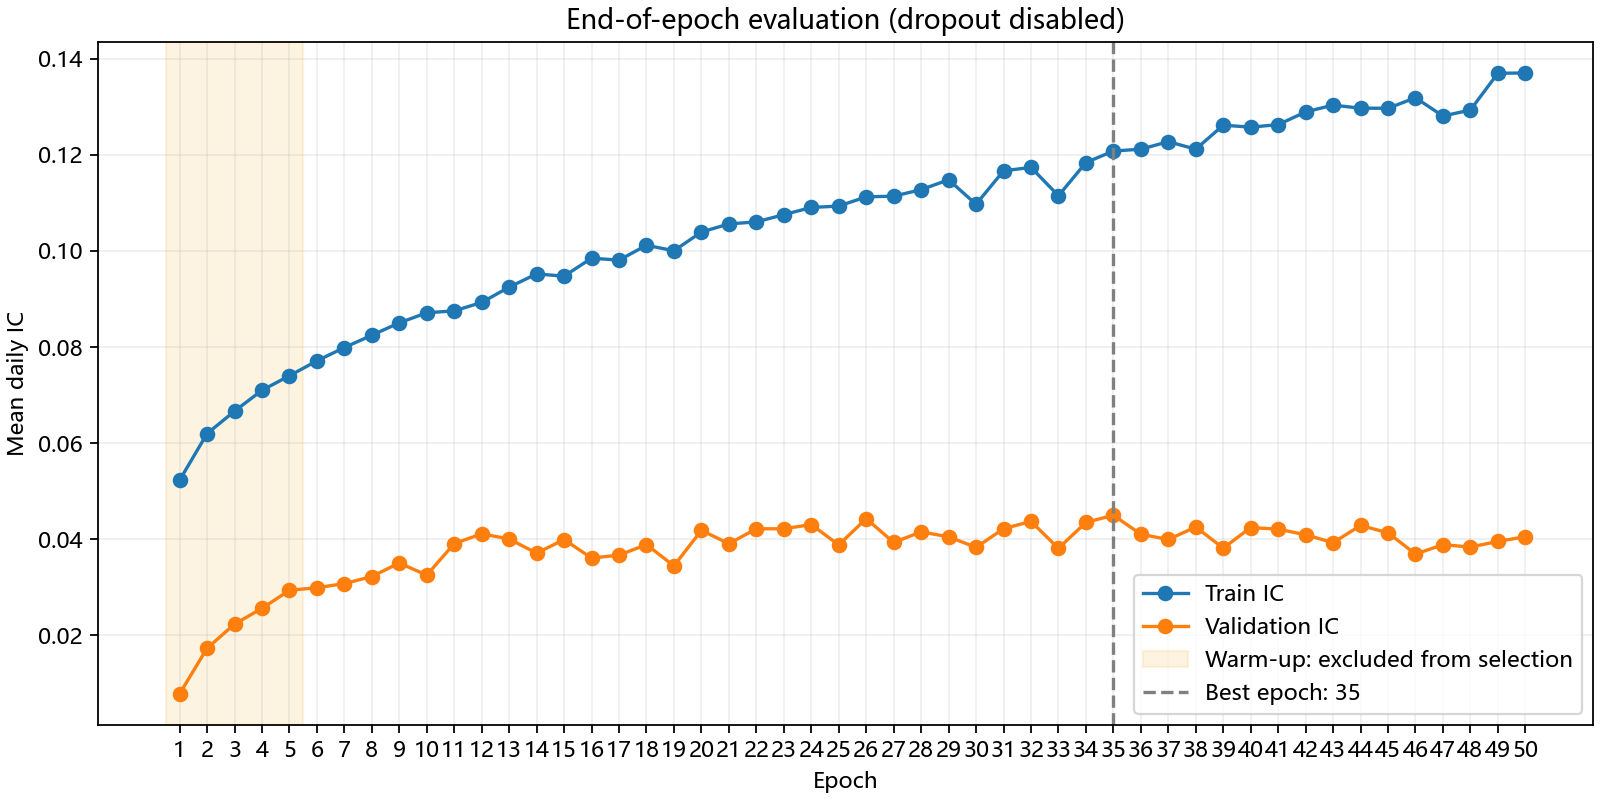 End-of-epoch evaluation (dropout disabled)
Mean daily IC
0.14
0.12
0.10
0.08
0.06
0.04
0.02
Train IC
Validation IC
Warm-up: excluded from selection
Best epoch: 35
1 2 3 4 5 6 7 8 9 10 11 12 13 14 15 16 17 18 19 20 21 22 23 24 25 26 27 28 29 30 31 32 33 34 35 36 37 38 39 40 41 42 43 44 45 46 47 48 49 50
Epoch